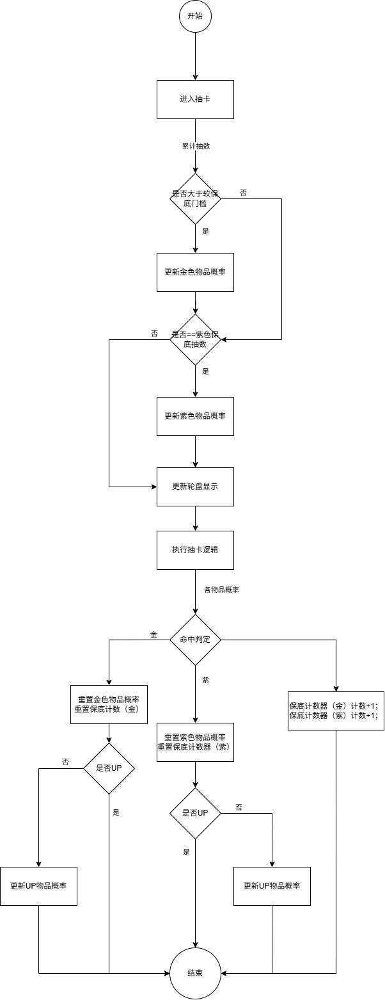 开始
进入抽卡
累计抽数
是否大于软保
底门槛
否
是
更新金色物品概率
是否==紫色保
底抽数
否
是
更新紫色物品概率
更新轮盘显示
执行抽卡逻辑
各物品概率
命中判定
金
紫
重置金色物品概率
重置保底计数（金）
保底计数器（金）计数+1；
保底计数器（紫）计数+1；
重置紫色物品概率
重置保底计数器（紫）
是否UP
否
是
是否UP
否
是
更新UP物品概率
更新UP物品概率
结束